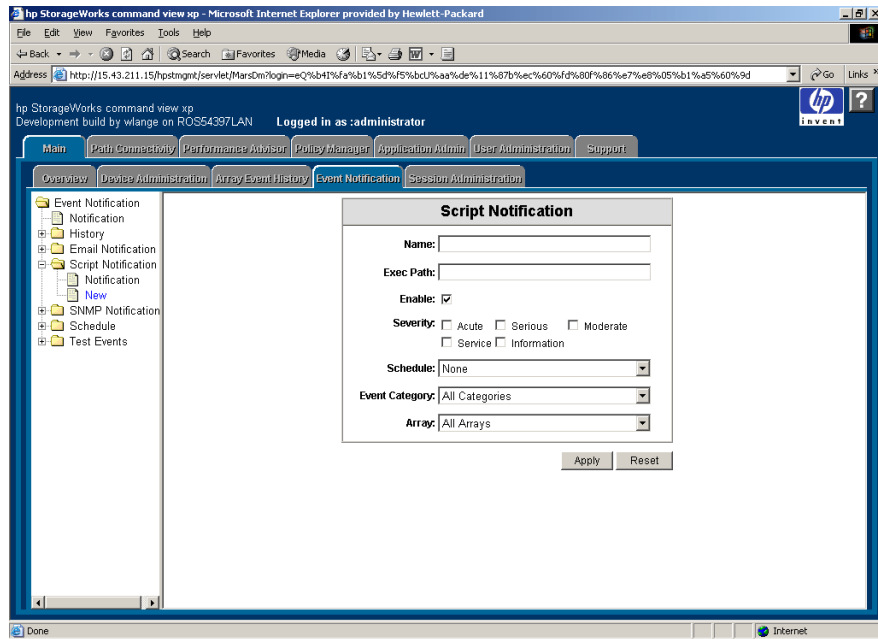 hp StorageWorks command view xp - Microsoft Internet Explorer provided by Hewlett-Packard
File Edit View Favorites Tools Help
Back Search Favorites Media
Address http://15.43.211.15/hpstmgmt/servlet/MarsDm?login=eQ%b4I%fa%b1%5d%f5%bcU%aa%de%11%87b%ec%60%fd%80f%86%e7%e8%05%b1%a5%60%9d Go Links »
hp StorageWorks command view xp
Development build by wlange on ROS54397LAN Logged in as :administrator
hp
invent
?
Main Path Connectivity Performance Advisor Policy Manager Application Admin User Administration Support
Overview Device Administration Array Event History Event Notification Session Administration
Event Notification
Notification
History
Email Notification
Script Notification
Notification
New
SNMP Notification
Schedule
Test Events
Script Notification
Name:
Exec Path:
Enable:
Severity: Acute Serious Moderate
Service Information
Schedule: None
Event Category: All Categories
Array: All Arrays
Apply Reset
Done Internet